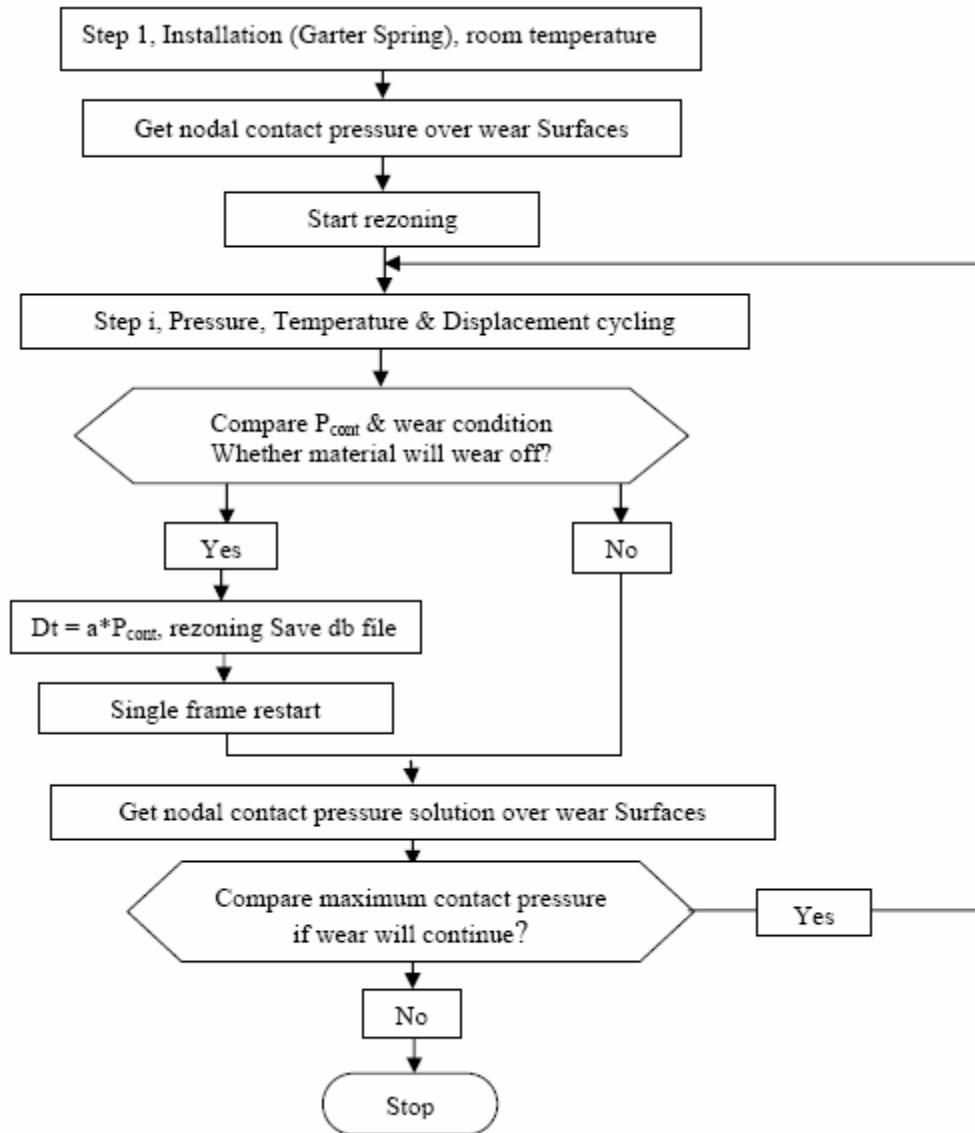 Step 1, Installation (Garter Spring), room temperature
Get nodal contact pressure over wear Surfaces
Start rezoning
Step i, Pressure, Temperature & Displacement cycling
Compare Pcont & wear condition
Whether material will wear off?
Yes
No
Dt = a*Pcont, rezoning Save db file
Single frame restart
Get nodal contact pressure solution over wear Surfaces
Compare maximum contact pressure
if wear will continue?
Yes
No
Stop